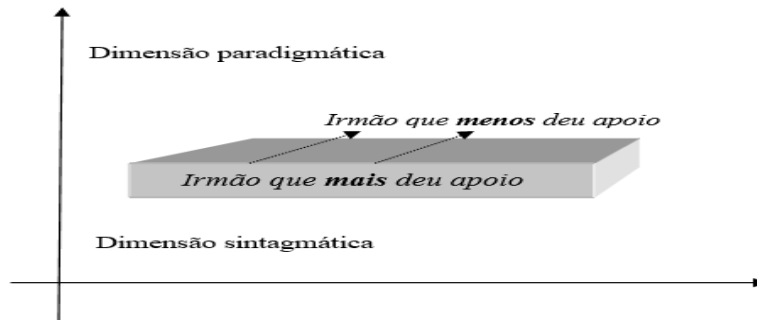 Dimensão paradigmática
Irmão que menos deu apoio
Irmão que mais deu apoio
Dimensão sintagmática